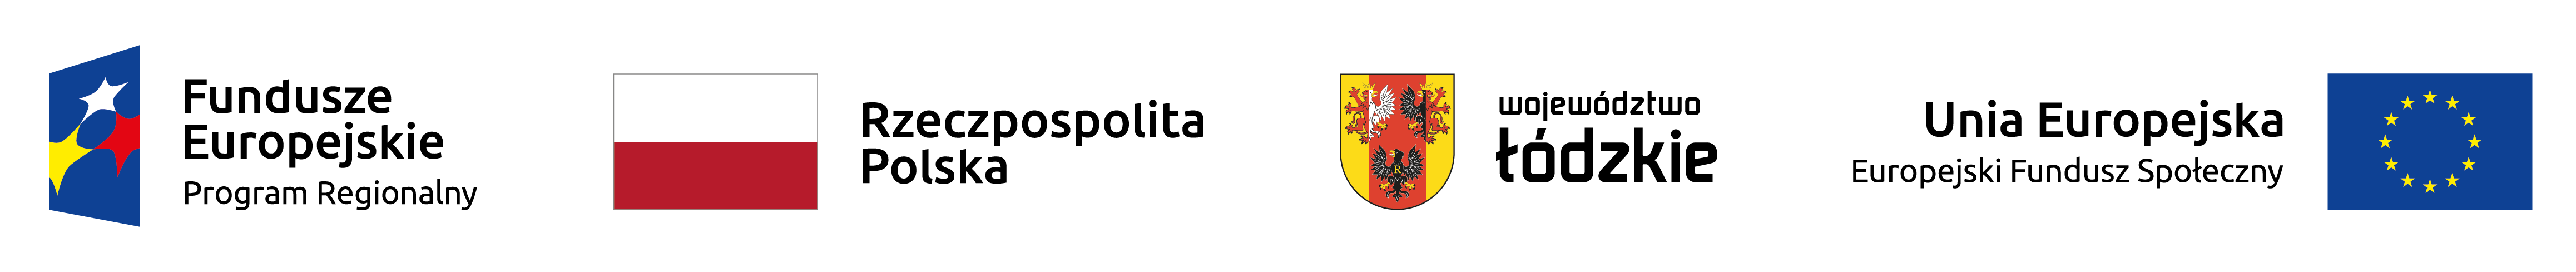 Fundusze
Europejskie
Program Regionalny
Rzeczpospolita
Polska
województwo
łódzkie
R
Unia Europejska
Europejski Fundusz Społeczny